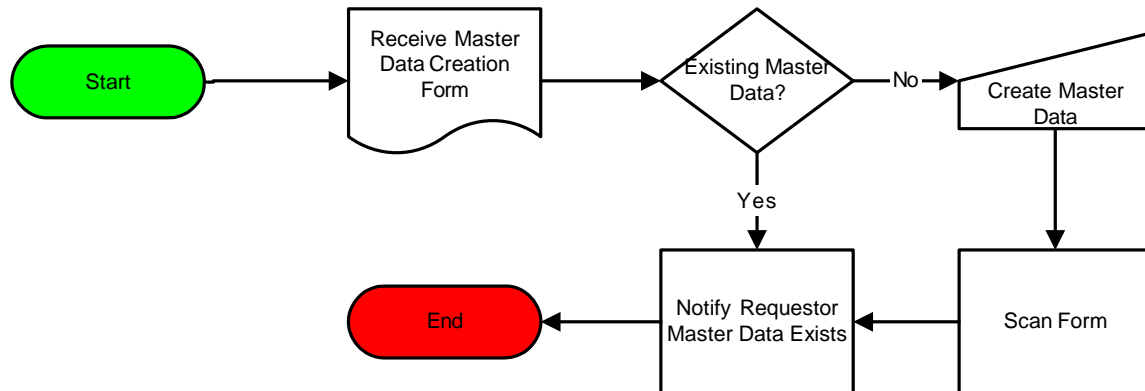 Start
Receive Master
Data Creation
Form
Existing Master
Data?
No
Create Master
Data
Yes
End
Notify Requestor
Master Data Exists
Scan Form